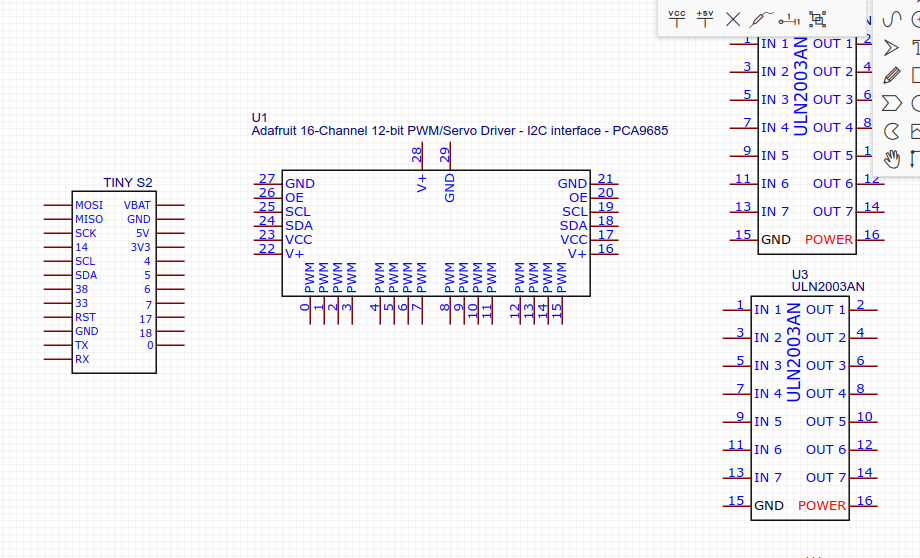 VCC +5V
TINY S2
MOSI VBAT
MISO GND
SCK 5V
14 3V3
SCL 4
SDA 5
38 6
33 7
RST 17
GND 18
TX 0
RX
U1
Adafruit 16-Channel 12-bit PWM/Servo Driver - I2C interface - PCA9685
28 29
V+ GND
27 GND GND 21
26 OE OE 20
25 SCL SCL 19
24 SDA SDA 18
23 VCC VCC 17
22 V+ V+ 16
PWM PWM PWM PWM PWM PWM PWM PWM PWM PWM PWM PWM PWM PWM PWM PWM
0 1 2 3 4 5 6 7 8 9 10 11 12 13 14 15
ULN2003AN
1 IN 1 OUT 1 2
3 IN 2 OUT 2 4
5 IN 3 OUT 3 6
7 IN 4 OUT 4 8
9 IN 5 OUT 5
11 IN 6 OUT 6 12
13 IN 7 OUT 7 14
15 GND POWER 16
U3
ULN2003AN
ULN2003AN
1 IN 1 OUT 1 2
3 IN 2 OUT 2 4
5 IN 3 OUT 3 6
7 IN 4 OUT 4 8
9 IN 5 OUT 5 10
11 IN 6 OUT 6 12
13 IN 7 OUT 7 14
15 GND POWER 16